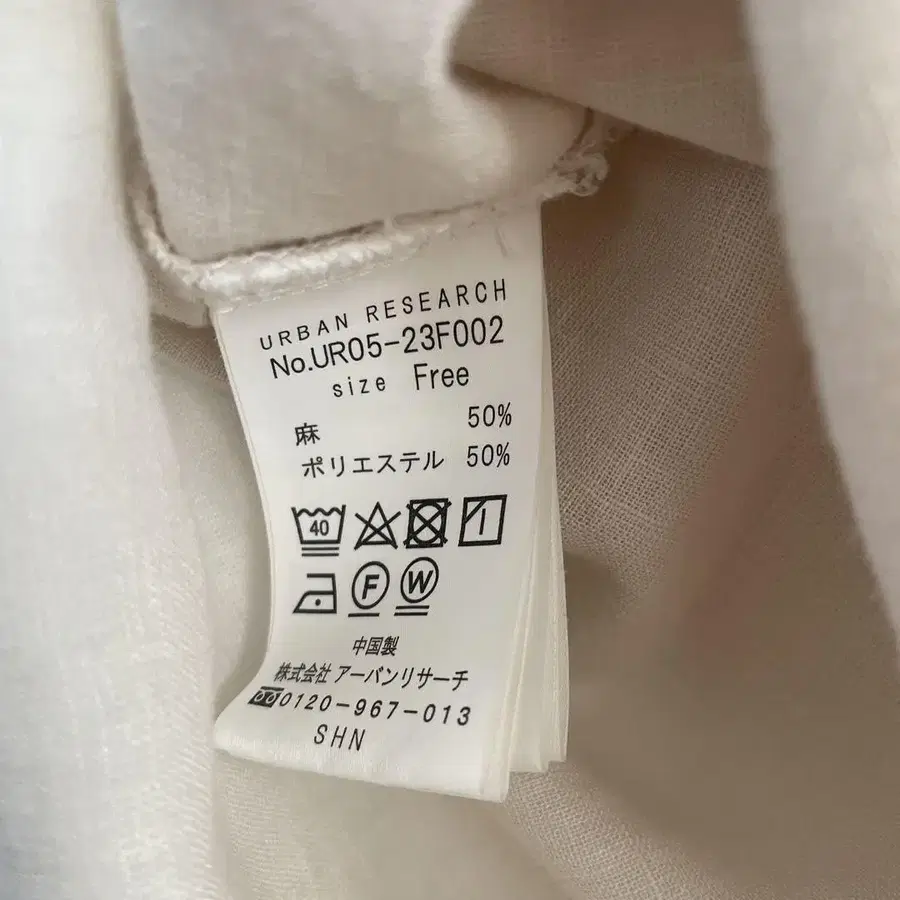 URBAN RESEARCH
No.UR05-23F002
size Free
麻 50%
ポリエステル 50%
40
F W
中国製
株式会社 アーバンリサーチ
0120-967-013
SHN